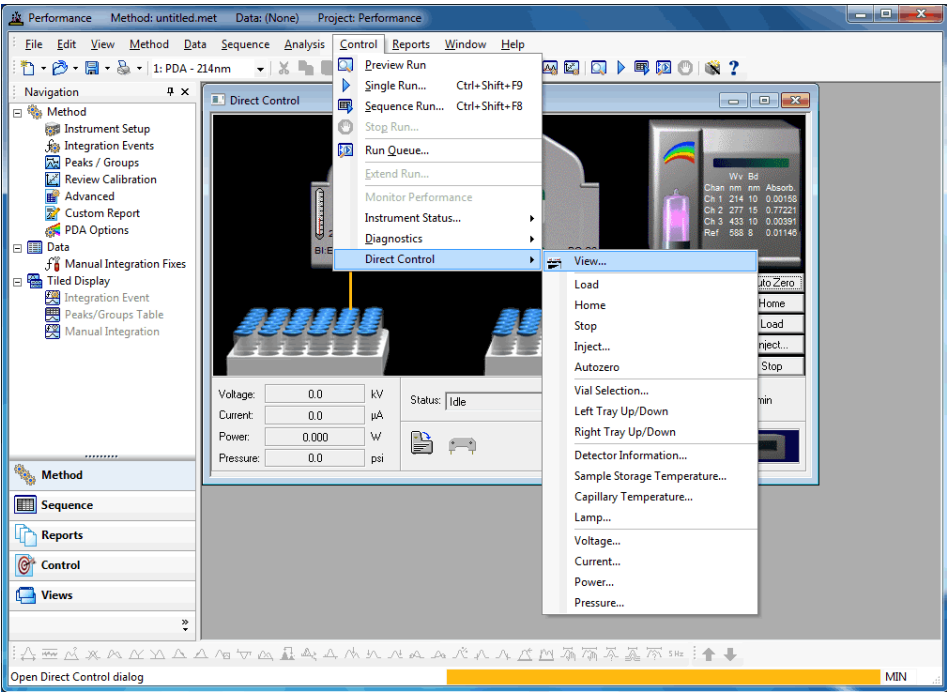 Performance Method: untitled.met Data: (None) Project: Performance
File Edit View Method Data Sequence Analysis Control Reports Window Help
1: PDA - 214nm
Navigation
Method
Instrument Setup
Integration Events
Peaks / Groups
Review Calibration
Advanced
Custom Report
PDA Options
Data
Manual Integration Fixes
Tiled Display
Integration Event
Peaks/Groups Table
Manual Integration
Method
Sequence
Reports
Control
Views
Direct Control
Preview Run
Single Run... Ctrl+Shift+F9
Sequence Run... Ctrl+Shift+F8
Stop Run...
Run Queue...
Extend Run...
Monitor Performance
Instrument Status...
Diagnostics
Direct Control
View...
Load
Home
Stop
Inject...
Autozero
Vial Selection...
Left Tray Up/Down
Right Tray Up/Down
Detector Information...
Sample Storage Temperature...
Capillary Temperature...
Lamp...
Voltage...
Current...
Power...
Pressure...
Wv Bd
Chan nm nm Absorb.
Ch 1 214 10 0.00158
Ch 2 277 15 0.77221
Ch 3 433 10 0.00391
Ref 588 8 0.01146
uto Zero
Home
Load
nject...
Stop
min
Voltage: 0.0 kV
Current: 0.0 µA
Power: 0.000 W
Pressure: 0.0 psi
Status: Idle
5 Hz
Open Direct Control dialog
MIN